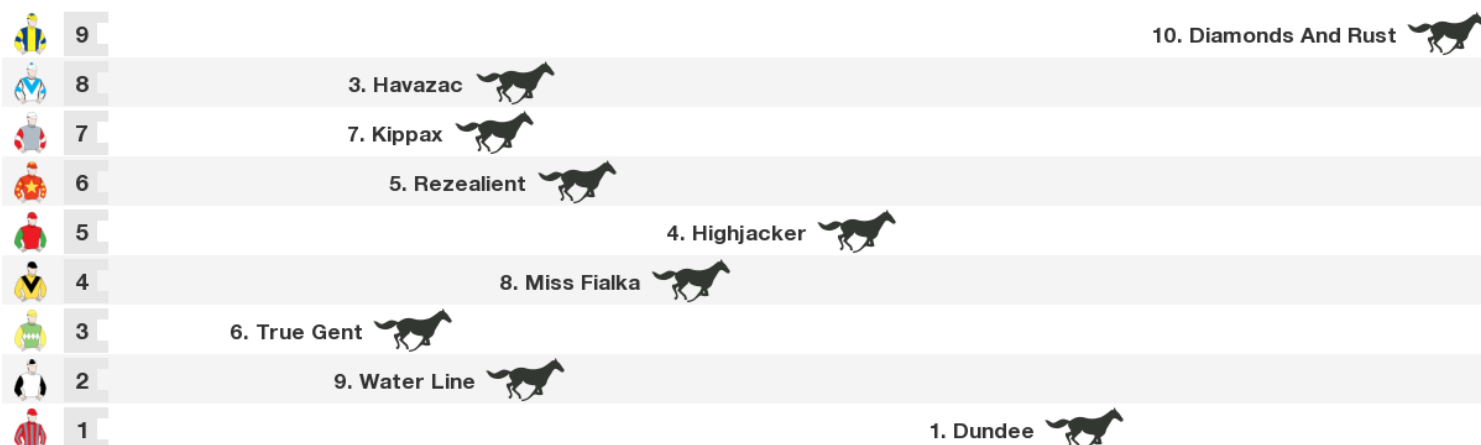 9 10. Diamonds And Rust
8 3. Havazac
7 7. Kippax
6 5. Rezealient
5 4. Highjacker
4 8. Miss Fialka
3 6. True Gent
2 9. Water Line
1 1. Dundee